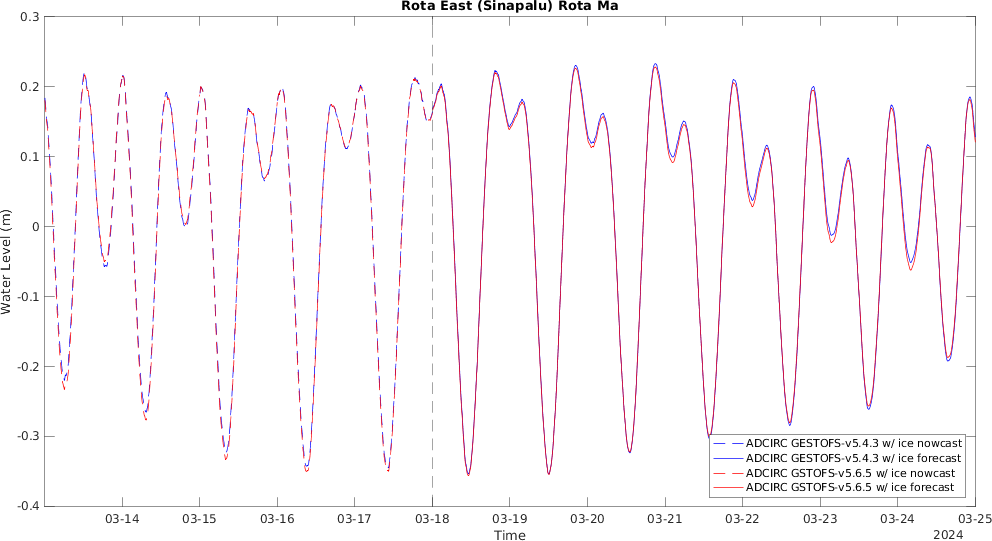 Rota East (Sinapalu) Rota Ma
0.3
0.2
0.1
0
-0.1
-0.2
-0.3
-0.4
Water Level (m)
ADCIRC GESTOFS-v5.4.3 w/ ice nowcast
ADCIRC GESTOFS-v5.4.3 w/ ice forecast
ADCIRC GSTOFS-v5.6.5 w/ ice nowcast
ADCIRC GSTOFS-v5.6.5 w/ ice forecast
03-14 03-15 03-16 03-17 03-18 03-19 03-20 03-21 03-22 03-23 03-24 03-25
Time
2024